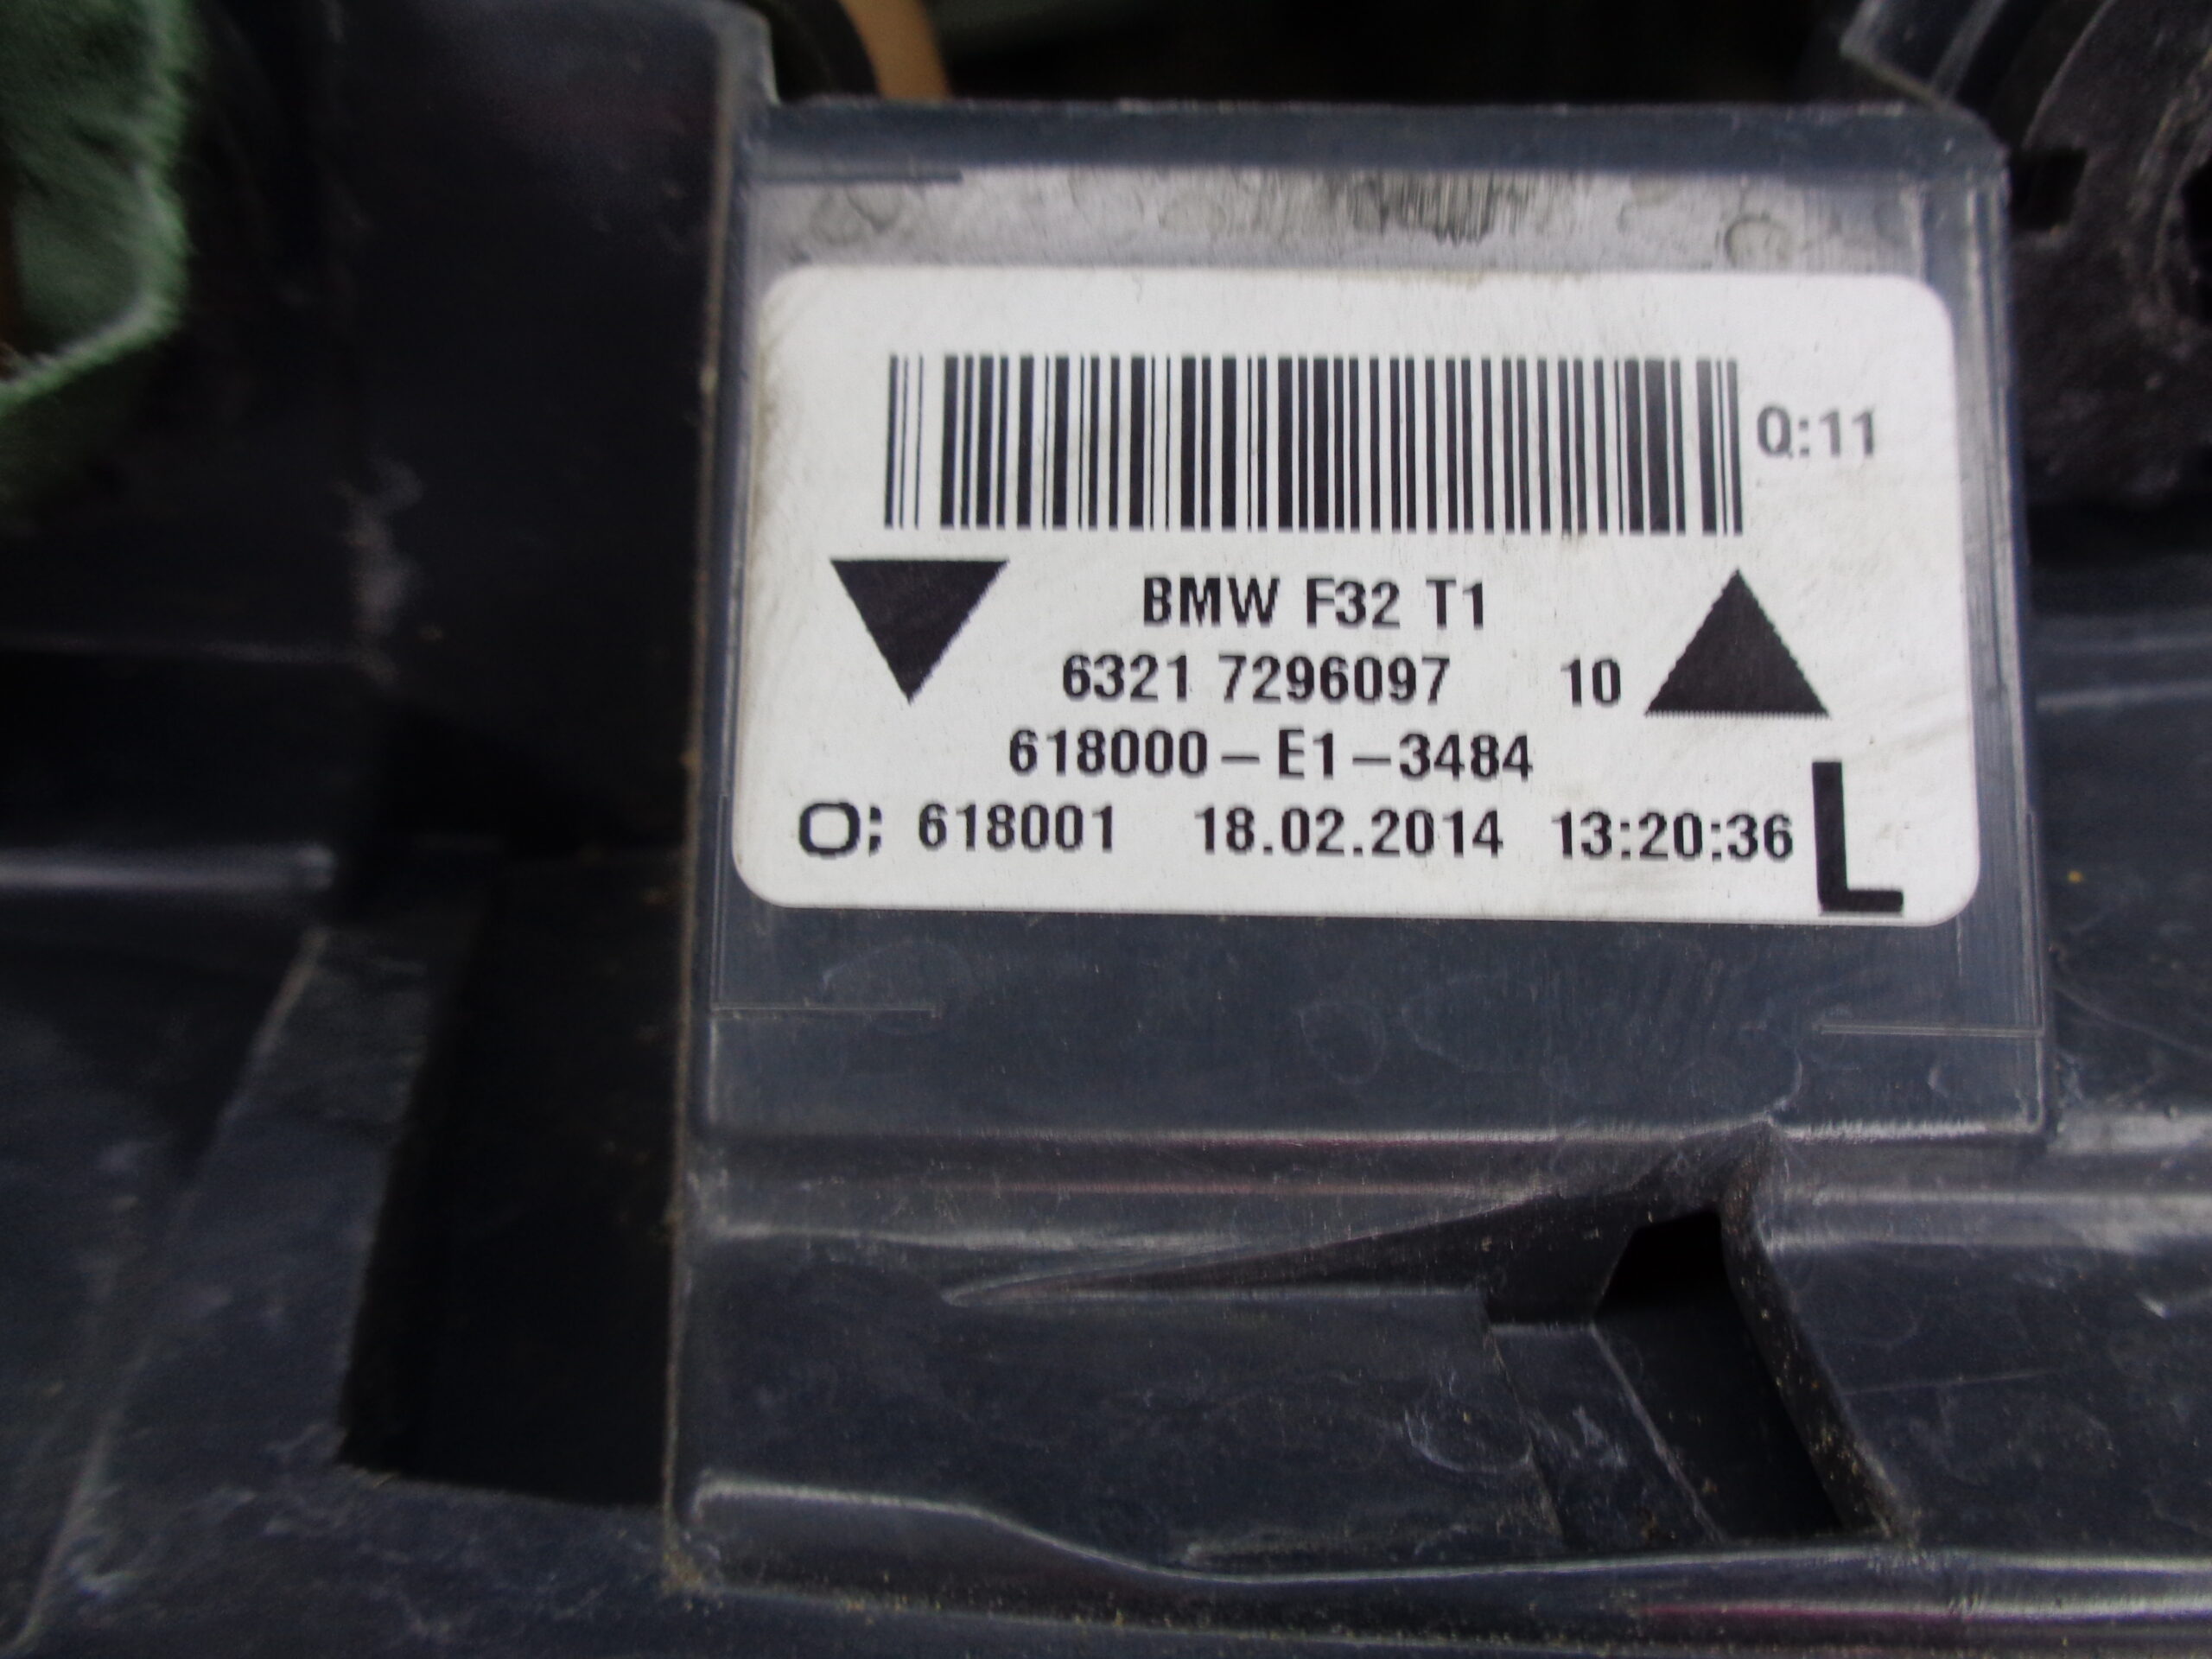 Q:11
BMW F32 T1
6321 7296097 10
618000-E1-3484
O; 618001 18.02.2014 13:20:36
L